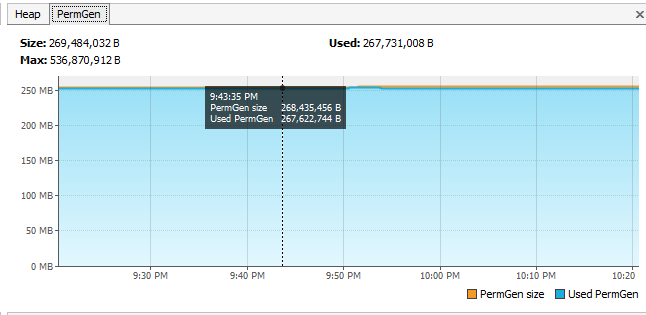 Heap PermGen
Size: 269,484,032 B Used: 267,731,008 B
Max: 536,870,912 B
250 MB
200 MB
150 MB
100 MB
50 MB
0 MB
9:43:35 PM
PermGen size 268,435,456 B
Used PermGen 267,622,744 B
9:30 PM 9:40 PM 9:50 PM 10:00 PM 10:10 PM 10:20
PermGen size Used PermGen